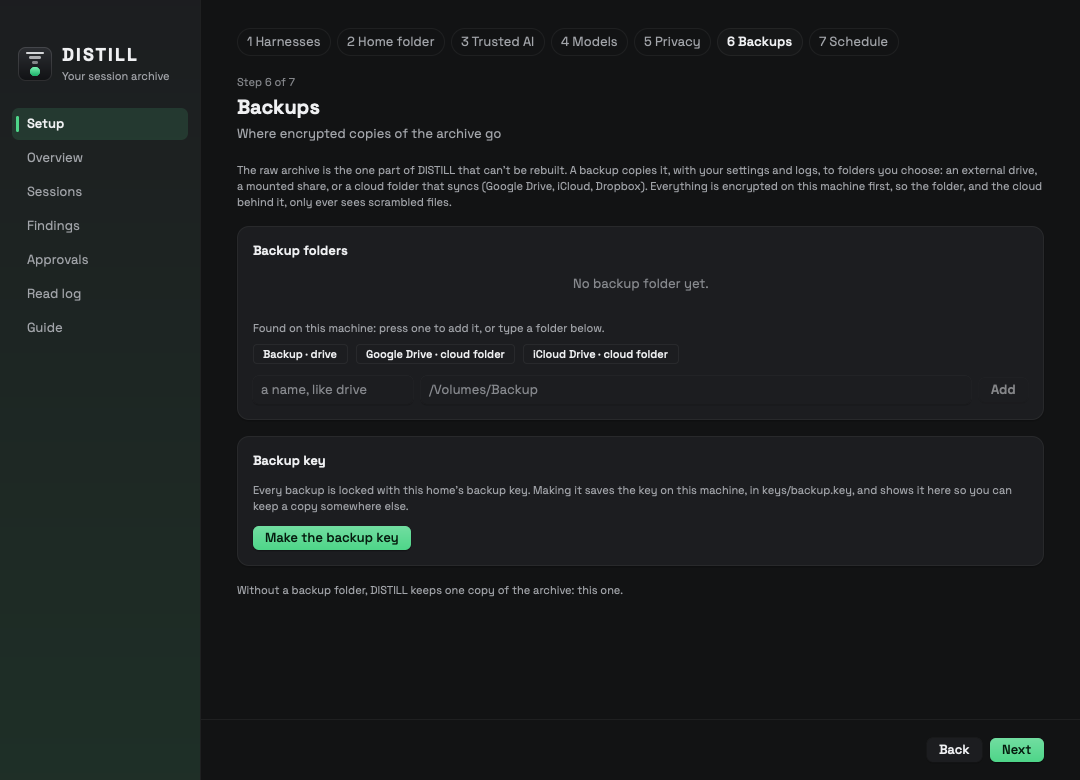 DISTILL
Your session archive
Setup
Overview
Sessions
Findings
Approvals
Read log
Guide
1 Harnesses
2 Home folder
3 Trusted AI
4 Models
5 Privacy
6 Backups
7 Schedule
Step 6 of 7
Backups
Where encrypted copies of the archive go
The raw archive is the one part of DISTILL that can't be rebuilt. A backup copies it, with your settings and logs, to folders you choose: an external drive,
a mounted share, or a cloud folder that syncs (Google Drive, iCloud, Dropbox). Everything is encrypted on this machine first, so the folder, and the cloud
behind it, only ever sees scrambled files.
Backup folders
No backup folder yet.
Found on this machine: press one to add it, or type a folder below.
Backup · drive
Google Drive · cloud folder
iCloud Drive · cloud folder
a name, like drive
/Volumes/Backup
Add
Backup key
Every backup is locked with this home's backup key. Making it saves the key on this machine, in keys/backup.key, and shows it here so you can
keep a copy somewhere else.
Make the backup key
Without a backup folder, DISTILL keeps one copy of the archive: this one.
Back
Next